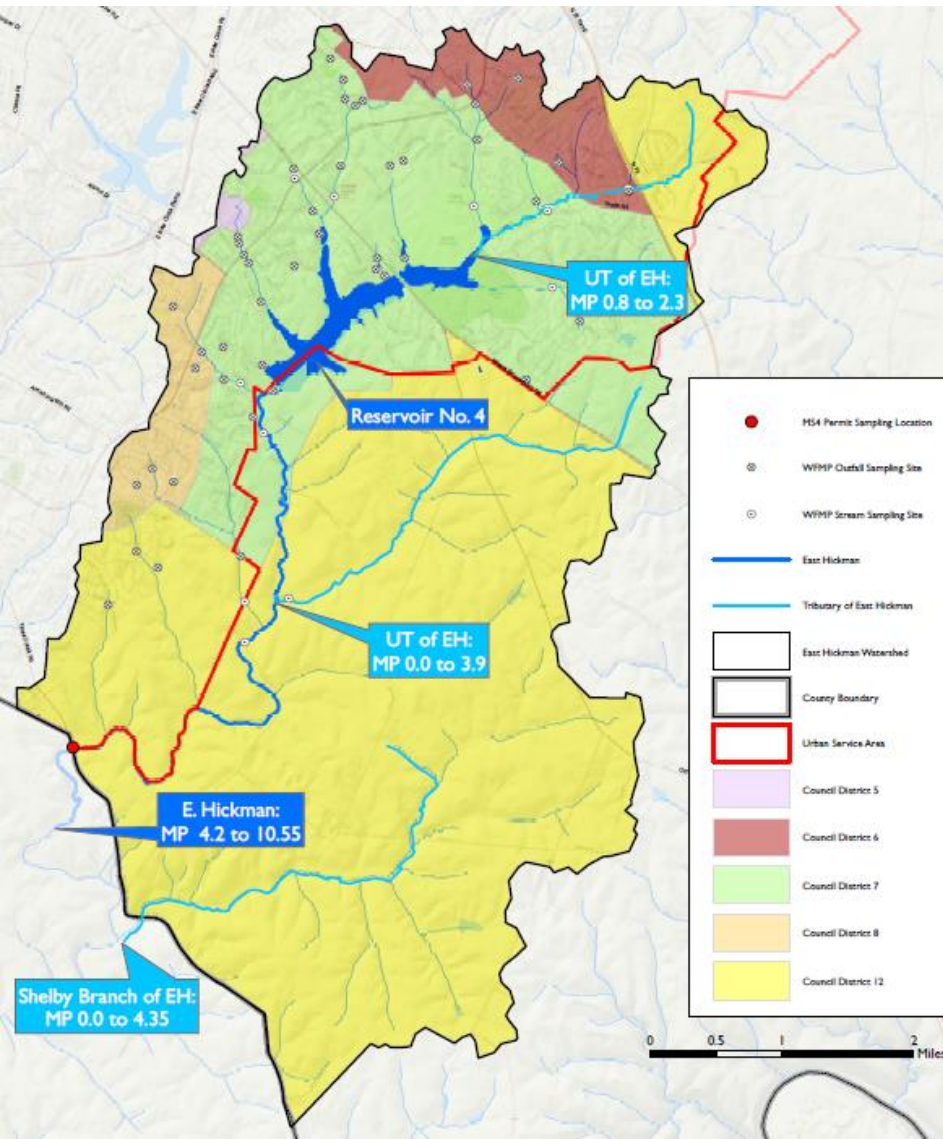 UT of EH:
MP 0.8 to 2.3
Reservoir No. 4
UT of EH:
MP 0.0 to 3.9
E. Hickman:
MP 4.2 to 10.55
Shelby Branch of EH:
MP 0.0 to 4.35
MS4 Permit Sampling Location
WFMP Outfall Sampling Site
WFMP Stream Sampling Site
East Hickman
Tributary of East Hickman
East Hickman Watershed
County Boundary
Urban Service Area
Council District 5
Council District 6
Council District 7
Council District 8
Council District 12
0 0.5 1 2
Miles